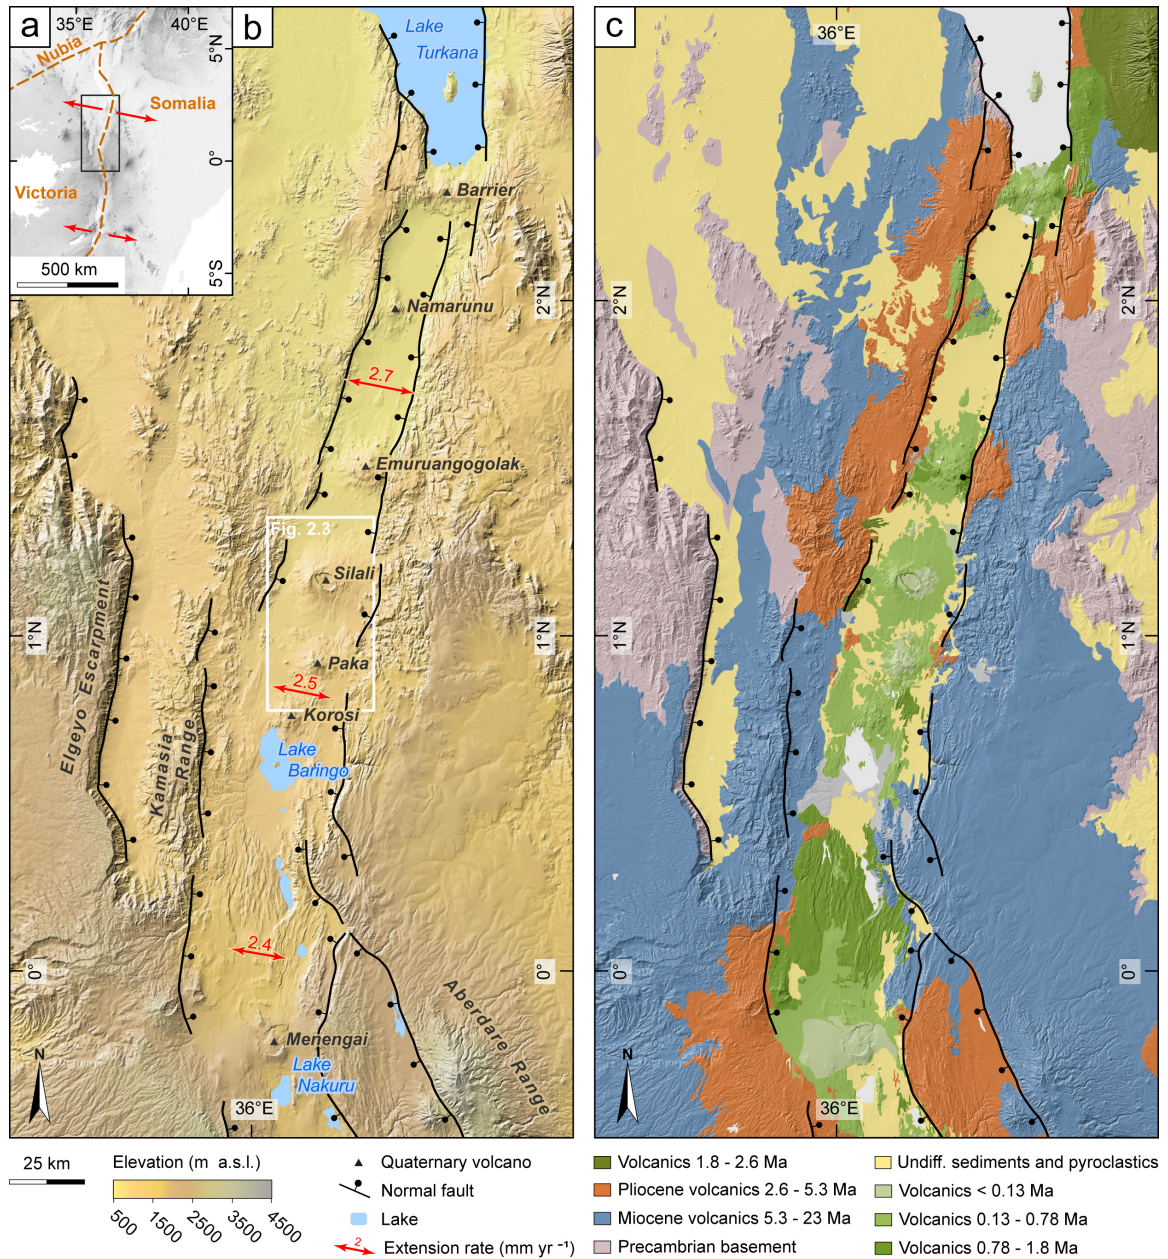 a
35°E
40°E
5°N
0°
5°S
Nubia
Somalia
Victoria
500 km
b
Lake
Turkana
Barrier
Namarunu
2.7
Emuruangogolak
Fig. 2.3
Silali
Paka
2.5
Korosi
Lake
Baringo
Elgeyo Escarpment
Kamasia
Range
2.4
Menengai
Lake
Nakuru
Aberdare Range
2°N
1°N
1°N
0°
N
36°E
c
36°E
2°N
1°N
0°
N
36°E
25 km
Elevation (m a.s.l.)
500
1500
2500
3500
4500
Quaternary volcano
Normal fault
Lake
2
Extension rate (mm yr ⁻¹)
Volcanics 1.8 - 2.6 Ma
Pliocene volcanics 2.6 - 5.3 Ma
Miocene volcanics 5.3 - 23 Ma
Precambrian basement
Undiff. sediments and pyroclastics
Volcanics < 0.13 Ma
Volcanics 0.13 - 0.78 Ma
Volcanics 0.78 - 1.8 Ma